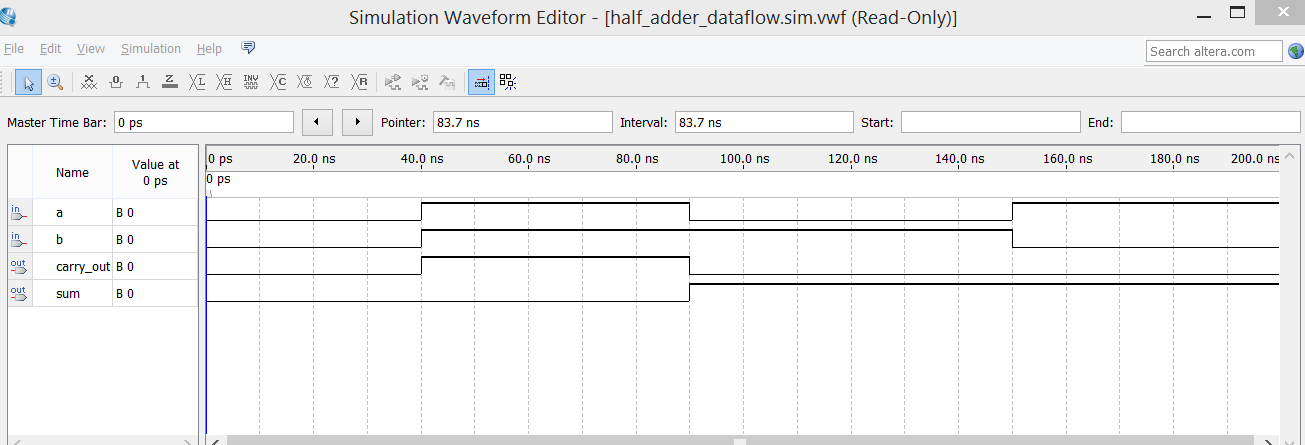 Simulation Waveform Editor - [half_adder_dataflow.sim.vwf (Read-Only)]
File Edit View Simulation Help
Search altera.com
0 1 Z L H INV C ? R
Master Time Bar: 0 ps Pointer: 83.7 ns Interval: 83.7 ns Start: End:
Name Value at 0 ps 0 ps 20.0 ns 40.0 ns 60.0 ns 80.0 ns 100.0 ns 120.0 ns 140.0 ns 160.0 ns 180.0 ns 200.0 ns
0 ps
in a B 0
in b B 0
out carry_out B 0
out sum B 0